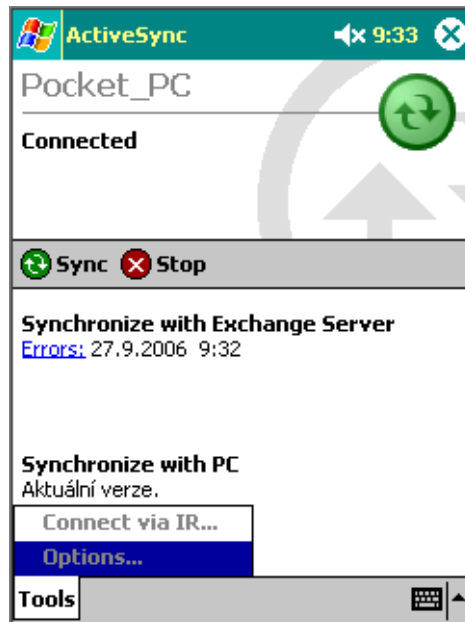 ActiveSync 9:33
Pocket_PC
Connected
Sync Stop
Synchronize with Exchange Server
Errors: 27.9.2006 9:32
Synchronize with PC
Aktuální verze.
Connect via IR...
Options...
Tools